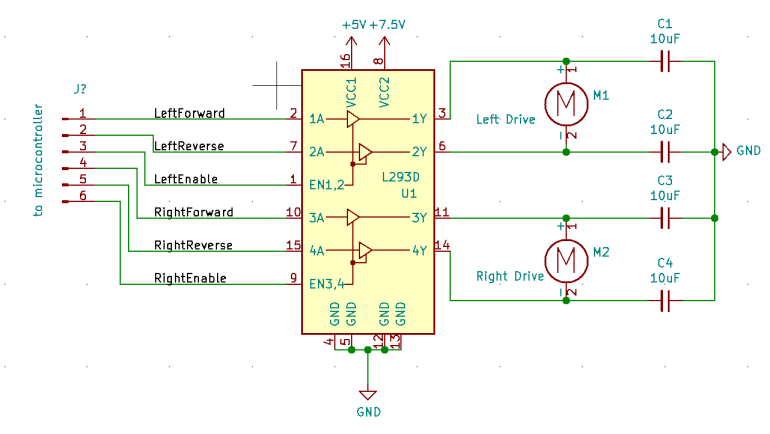 +5V +7.5V
C1
10uF
J?
16
8
VCC1
VCC2
1
LeftForward
2
1A
1Y
3
+
1
M1
Left Drive
2
-
C2
10uF
2
LeftReverse
7
2A
2Y
6
GND
3
LeftEnable
1
EN1,2
L293D
U1
C3
10uF
to microcontroller
4
RightForward
10
3A
3Y
11
+
1
M2
Right Drive
2
-
5
RightReverse
15
4A
4Y
14
C4
10uF
6
RightEnable
9
EN3,4
GND
GND
GND
GND
4
5
12
13
GND
M
M